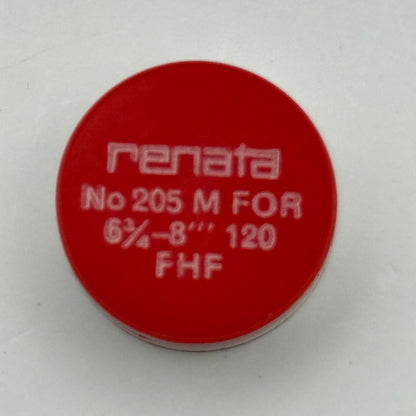 renata
No 205 M FOR
6¾-8''' 120
FHF